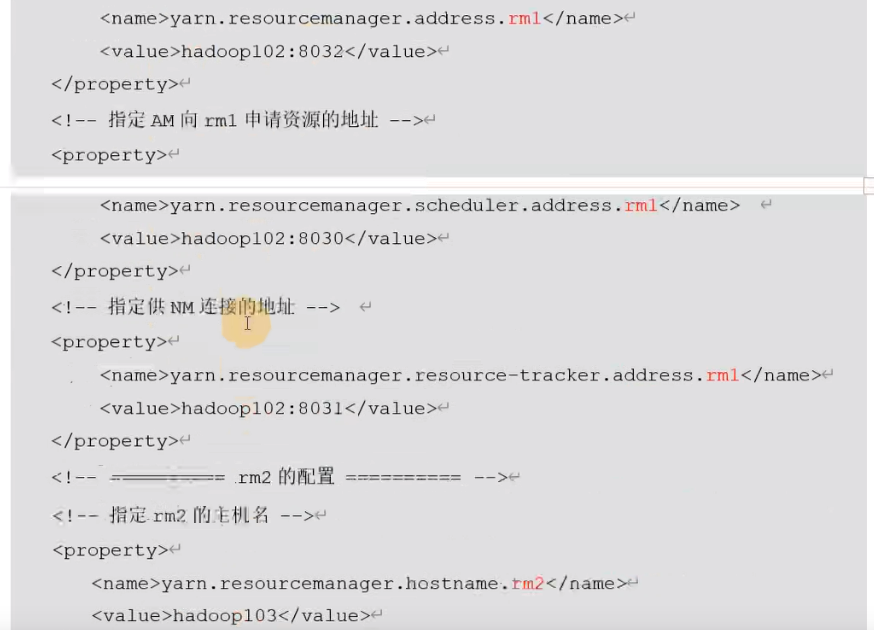 <name>yarn.resourcemanager.address.rm1</name>
<value>hadoop102:8032</value>
</property>
<!-- 指定 AM 向 rm1 申请资源的地址 -->
<property>
<name>yarn.resourcemanager.scheduler.address.rm1</name>
<value>hadoop102:8030</value>
</property>
<!-- 指定供 NM 连接的地址 -->
<property>
<name>yarn.resourcemanager.resource-tracker.address.rm1</name>
<value>hadoop102:8031</value>
</property>
<!-- ========== rm2 的配置 ========== -->
<!-- 指定 rm2 的主机名 -->
<property>
<name>yarn.resourcemanager.hostname.rm2</name>
<value>hadoop103</value>